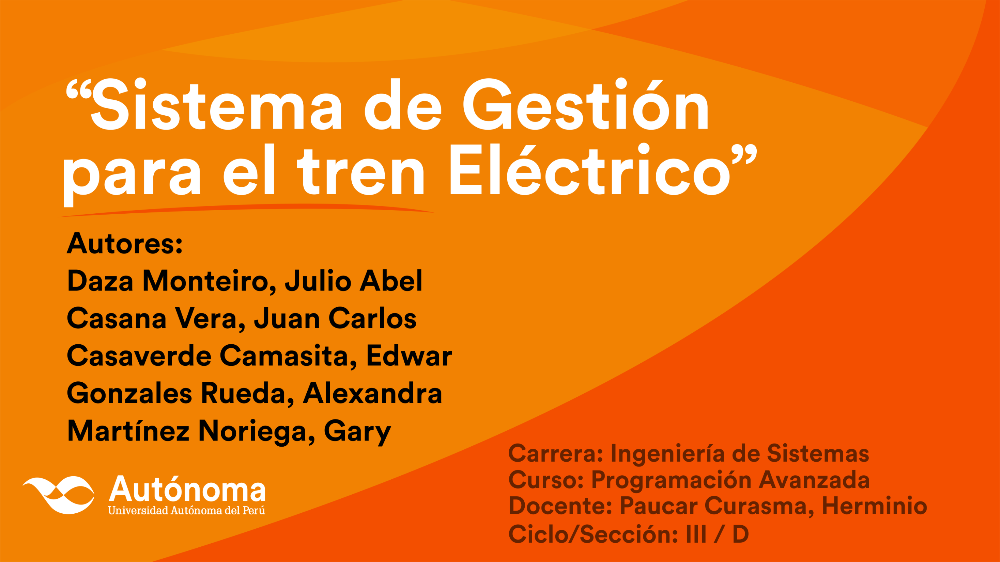 “Sistema de Gestión
para el tren Eléctrico”
Autores:
Daza Monteiro, Julio Abel
Casana Vera, Juan Carlos
Casaverde Camasita, Edwar
Gonzales Rueda, Alexandra
Martínez Noriega, Gary
Autónoma
Universidad Autónoma del Perú
Carrera: Ingeniería de Sistemas
Curso: Programación Avanzada
Docente: Paucar Curasma, Herminio
Ciclo/Sección: III / D